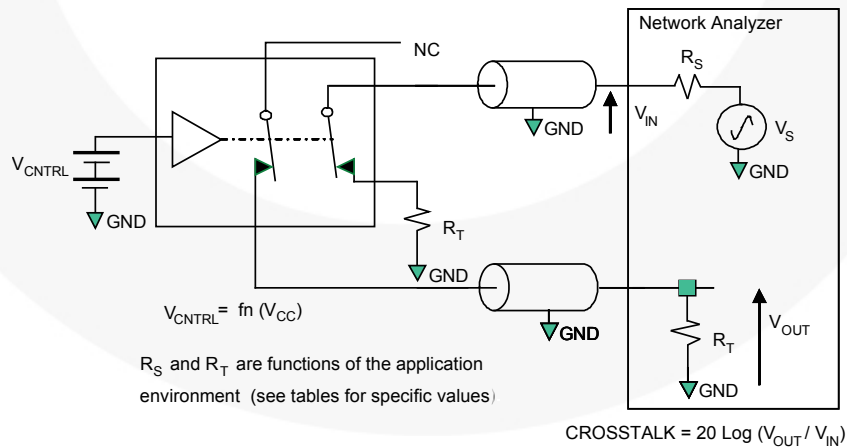 Network Analyzer
NC
R_S
V_IN
V_S
GND
GND
V_CNTRL
GND
R_T
GND
V_CNTRL = fn (V_CC)
GND
R_T
V_OUT
GND
R_S and R_T are functions of the application
environment (see tables for specific values)
CROSSTALK = 20 Log (V_OUT / V_IN)